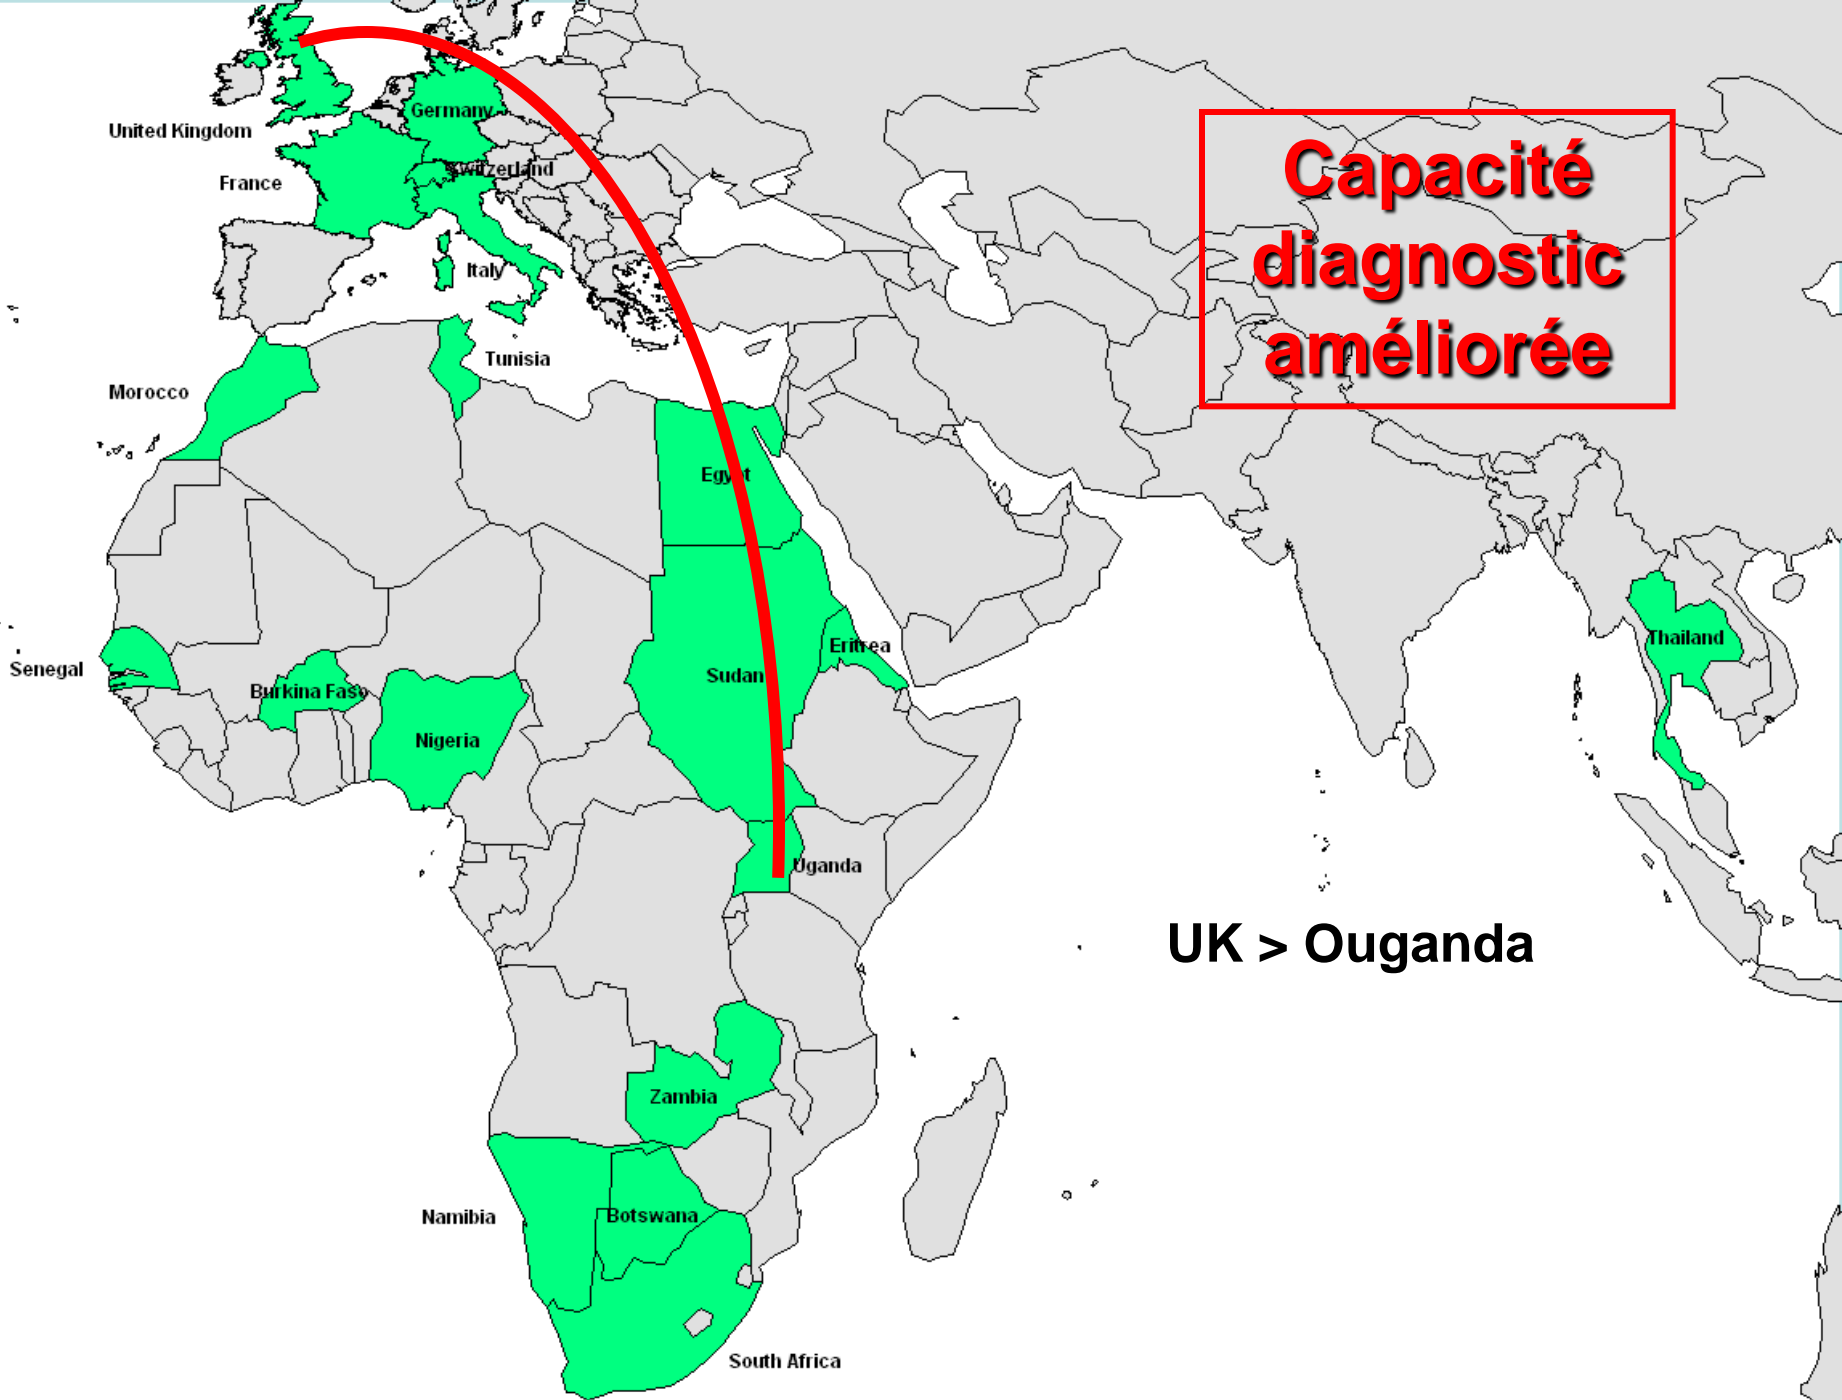 Germany
United Kingdom
Switzerland
France
Italy
Capacité
diagnostic
améliorée
Tunisia
Morocco
Egypt
Eritrea
Thailand
Senegal
Sudan
Burkina Faso
Nigeria
Uganda
UK > Ouganda
Zambia
Namibia
Botswana
South Africa